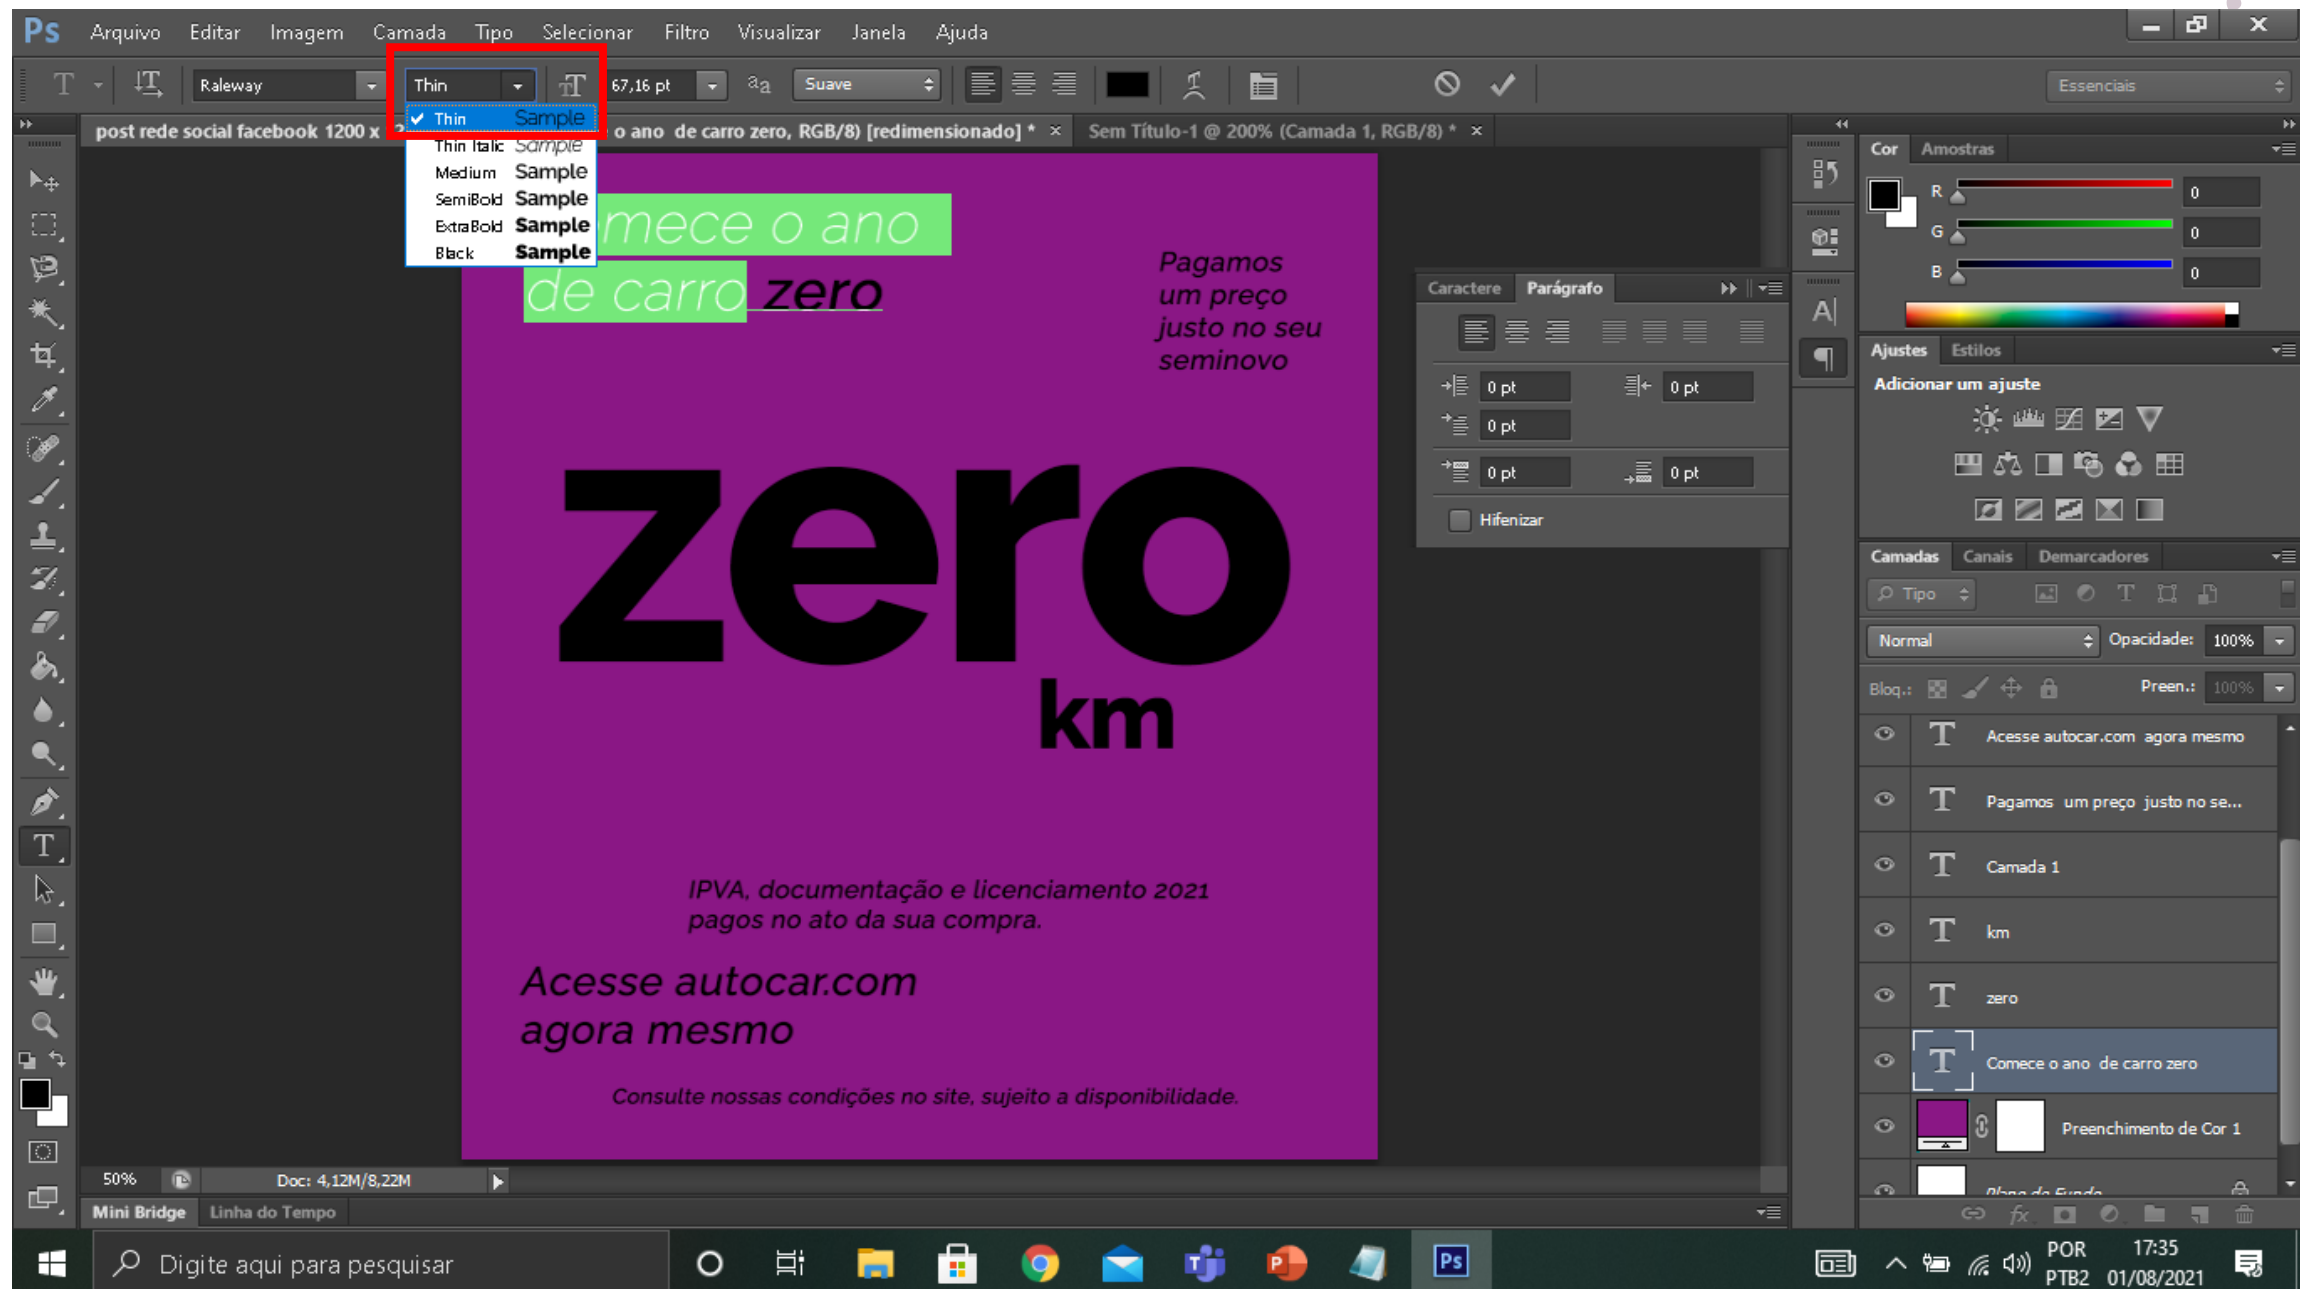 Ps Arquivo Editar Imagem Camada Tipo Selecionar Filtro Visualizar Janela Ajuda
Raleway Thin 67,16 pt Suave Essenciais
post rede social facebook 1200 x o ano de carro zero, RGB/8) [redimensionado] * × Sem Título-1 @ 200% (Camada 1, RGB/8) * ×
Thin Sample
Thin Italic Sample
Medium Sample
SemiBold Sample
ExtraBold Sample
Black Sample
mece o ano
de carro zero
Pagamos
um preço
justo no seu
seminovo
zero
km
IPVA, documentação e licenciamento 2021
pagos no ato da sua compra.
Acesse autocar.com
agora mesmo
Consulte nossas condições no site, sujeito a disponibilidade.
Caractere Parágrafo
0 pt 0 pt
0 pt
0 pt 0 pt
Hifenizar
Cor Amostras
R 0
G 0
B 0
Ajustes Estilos
Adicionar um ajuste
Camadas Canais Demarcadores
Tipo
Normal Opacidade: 100%
Bloq.: Preen.: 100%
Acesse autocar.com agora mesmo
Pagamos um preço justo no se...
Camada 1
km
zero
Comece o ano de carro zero
Preenchimento de Cor 1
Plano de Fundo
50% Doc: 4,12M/8,22M
Mini Bridge Linha do Tempo
Digite aqui para pesquisar
POR 17:35
PTB2 01/08/2021